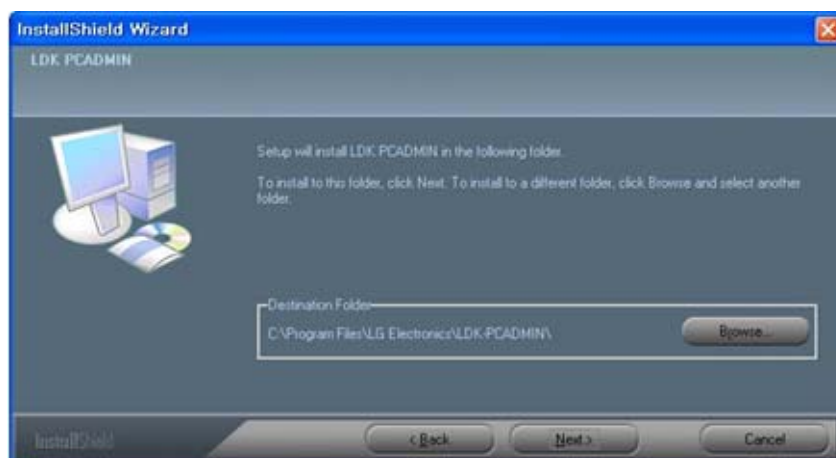 InstallShield Wizard
LDK PCADMIN
Setup will install LDK PCADMIN in the following folder.
To install to this folder, click Next. To install to a different folder, click Browse and select another
folder.
Destination Folder
C:\Program Files\LG Electronics\LDK-PCADMIN\
Browse...
InstallShield
< Back
Next >
Cancel